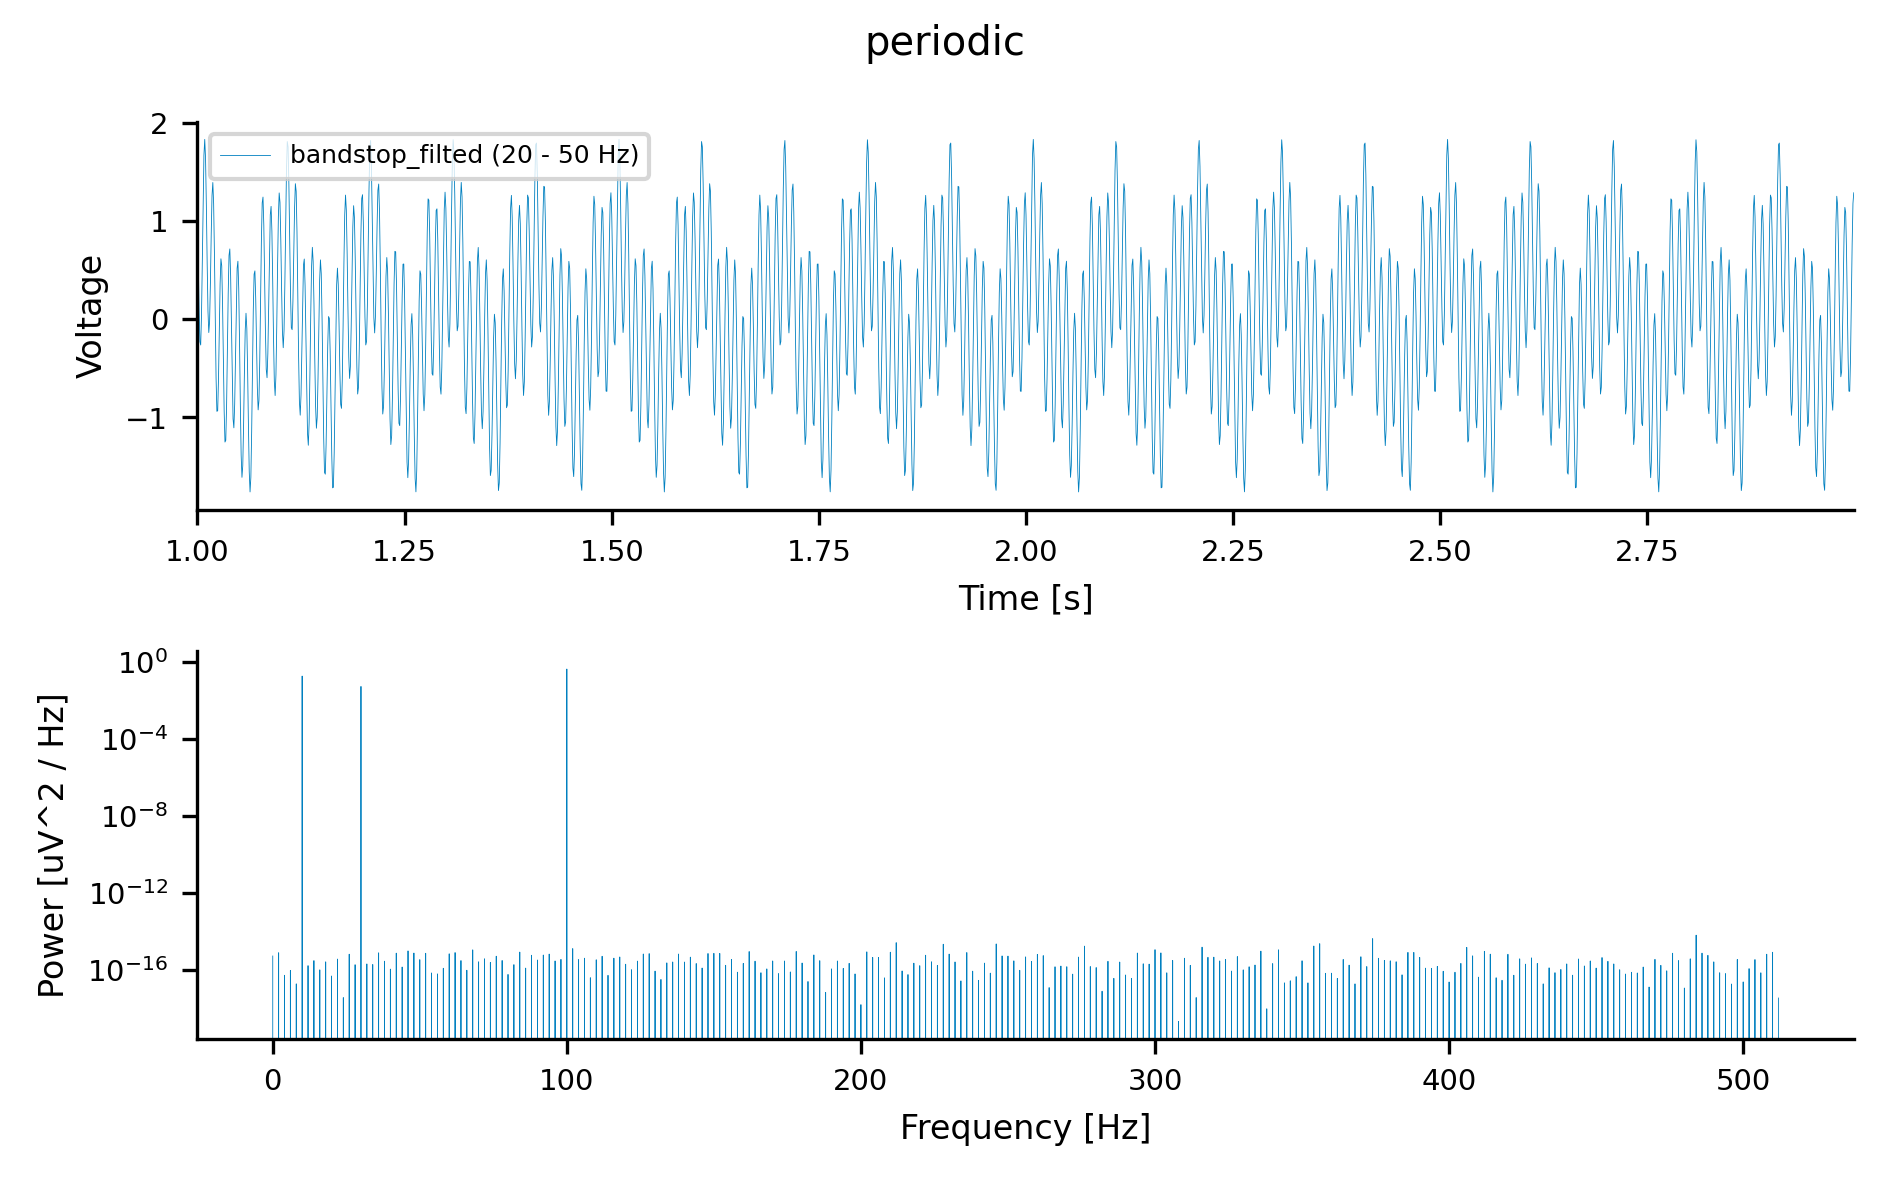 periodic
bandstop_filted (20 - 50 Hz)
Voltage
2
1
0
−1
1.00 1.25 1.50 1.75 2.00 2.25 2.50 2.75
Time [s]
Power [uV^2 / Hz]
10⁰
10⁻⁴
10⁻⁸
10⁻¹²
10⁻¹⁶
0 100 200 300 400 500
Frequency [Hz]